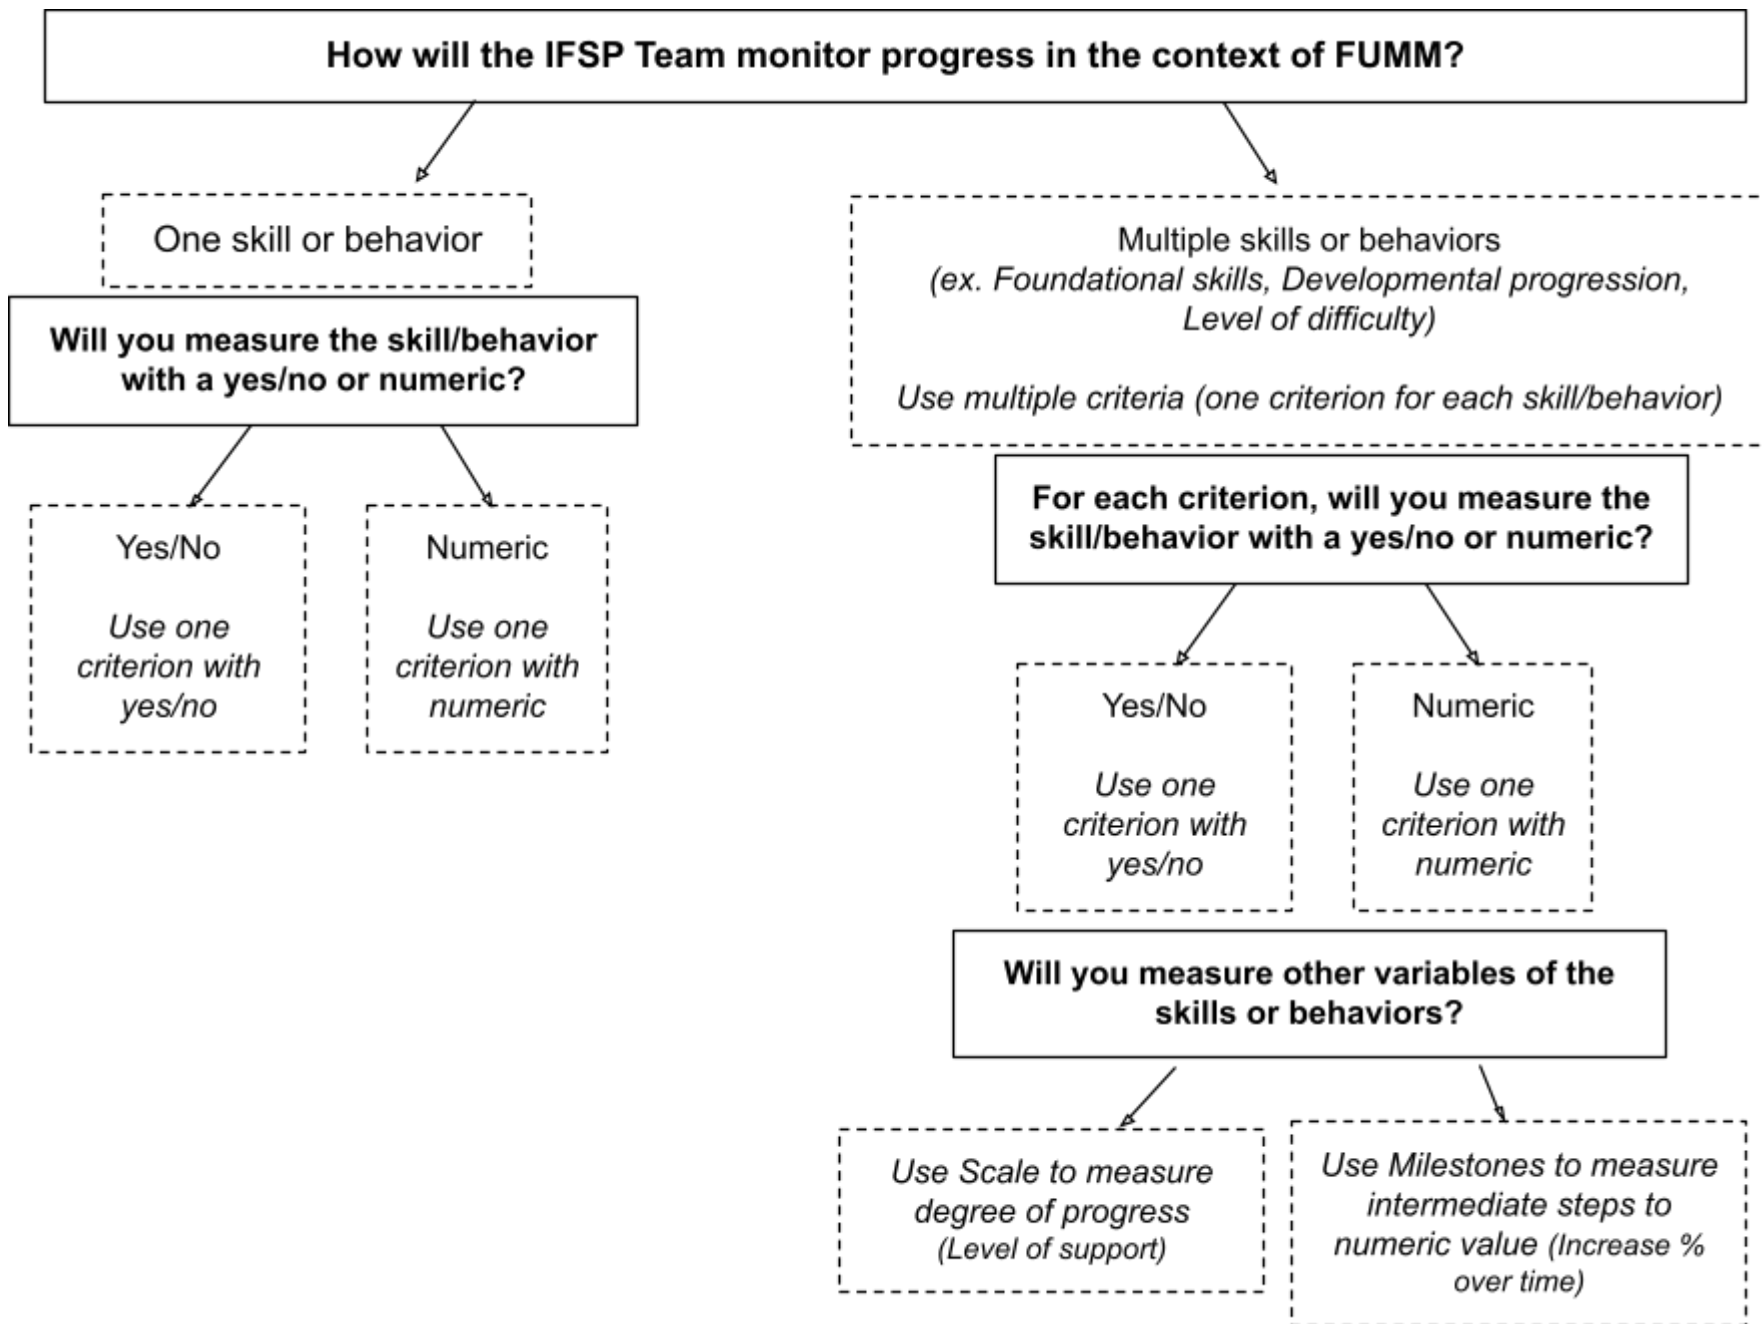 How will the IFSP Team monitor progress in the context of FUMM?
One skill or behavior
Will you measure the skill/behavior
with a yes/no or numeric?
Yes/No
Use one
criterion with
yes/no
Numeric
Use one
criterion with
numeric
Multiple skills or behaviors
(ex. Foundational skills, Developmental progression,
Level of difficulty)
Use multiple criteria (one criterion for each skill/behavior)
For each criterion, will you measure the
skill/behavior with a yes/no or numeric?
Yes/No
Use one
criterion with
yes/no
Numeric
Use one
criterion with
numeric
Will you measure other variables of the
skills or behaviors?
Use Scale to measure
degree of progress
(Level of support)
Use Milestones to measure
intermediate steps to
numeric value (Increase %
over time)